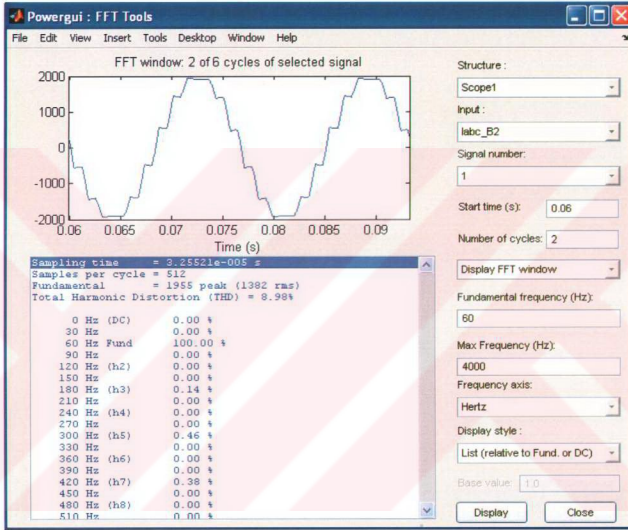 Powergui : FFT Tools
File Edit View Insert Tools Desktop Window Help
FFT window: 2 of 6 cycles of selected signal
2000
1000
0
-1000
-2000
0.06 0.065 0.07 0.075 0.08 0.085 0.09
Time (s)
Sampling time = 3.25521e-005 s
Samples per cycle = 512
Fundamental = 1955 peak (1382 rms)
Total Harmonic Distortion (THD) = 8.98%
0 Hz (DC) 0.00 %
30 Hz 0.00 %
60 Hz Fund 100.00 %
90 Hz 0.00 %
120 Hz (h2) 0.00 %
150 Hz 0.00 %
180 Hz (h3) 0.14 %
210 Hz 0.00 %
240 Hz (h4) 0.00 %
270 Hz 0.00 %
300 Hz (h5) 0.46 %
330 Hz 0.00 %
360 Hz (h6) 0.00 %
390 Hz 0.00 %
420 Hz (h7) 0.38 %
450 Hz 0.00 %
480 Hz (h8) 0.00 %
510 Hz 0.00 %
Structure :
Scope1
Input :
Iabc_B2
Signal number:
1
Start time (s): 0.06
Number of cycles: 2
Display FFT window
Fundamental frequency (Hz):
60
Max Frequency (Hz):
4000
Frequency axis:
Hertz
Display style :
List (relative to Fund. or DC)
Base value: 1.0
Display Close